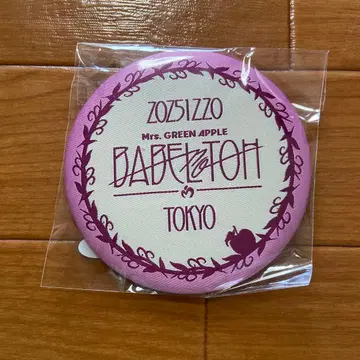 20251220
Mrs. GREEN APPLE
BABEL no TOH
TOKYO